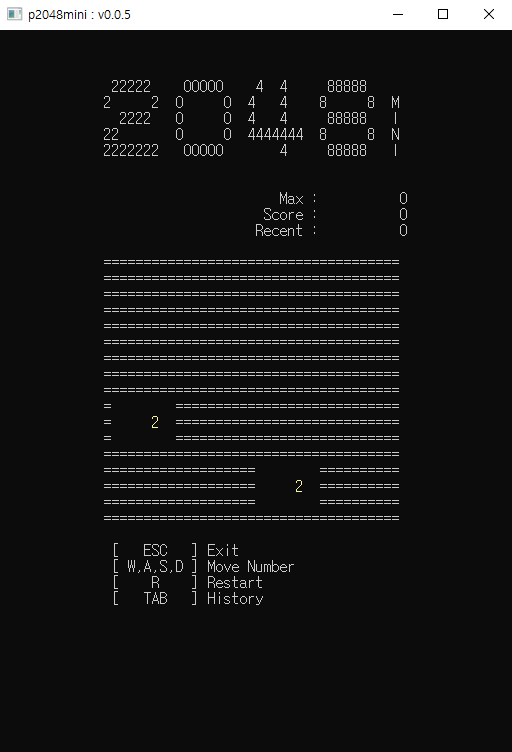 p2048mini : v0.0.5
 22222    00000    4  4     88888
2     2  0     0  4   4    8     8  M
  2222   0     0  4   4     88888   I
22       0     0  4444444  8     8  N
2222222   00000       4     88888   I
Max :          0
Score :          0
Recent :          0
=====================================
=====================================
=====================================
=====================================
=====================================
=====================================
=====================================
=====================================
=====================================
=        ============================
=     2  ============================
=        ============================
=====================================
===================        ==========
===================     2  ==========
===================        ==========
=====================================
[   ESC   ] Exit
[ W,A,S,D ] Move Number
[    R    ] Restart
[   TAB   ] History